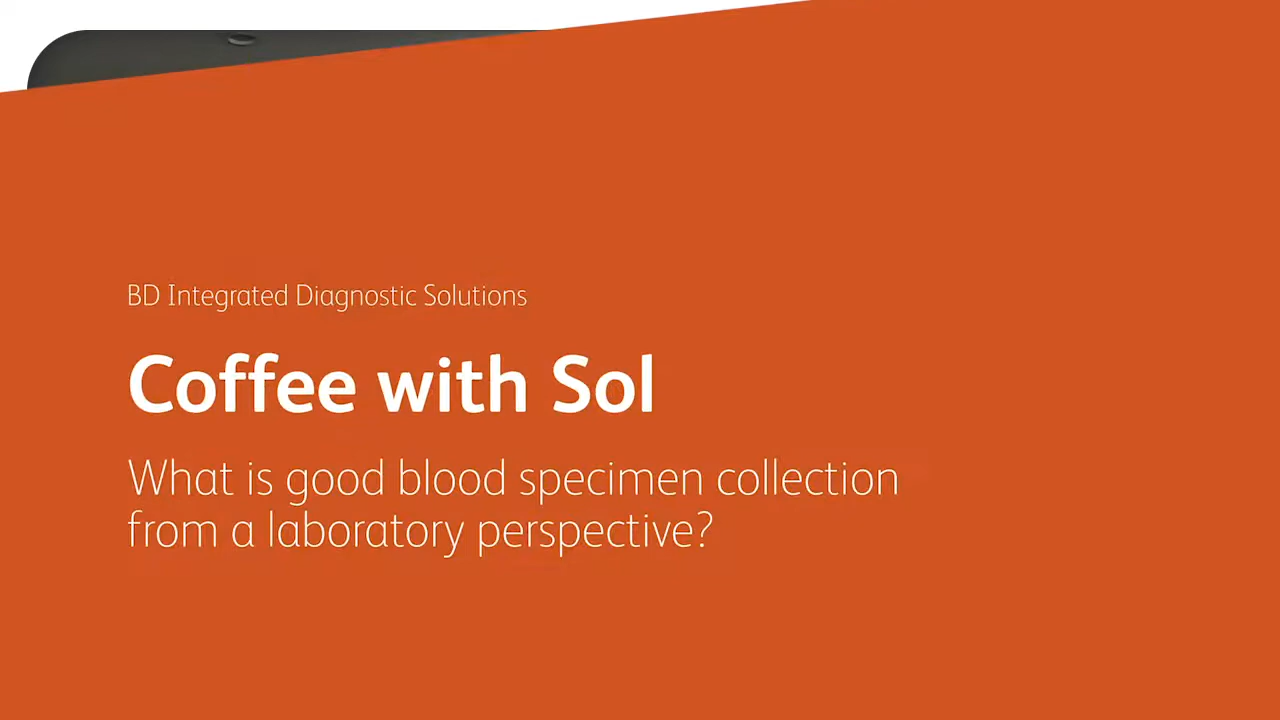 BD Integrated Diagnostic Solutions
Coffee with Sol
What is good blood specimen collection
from a laboratory perspective?